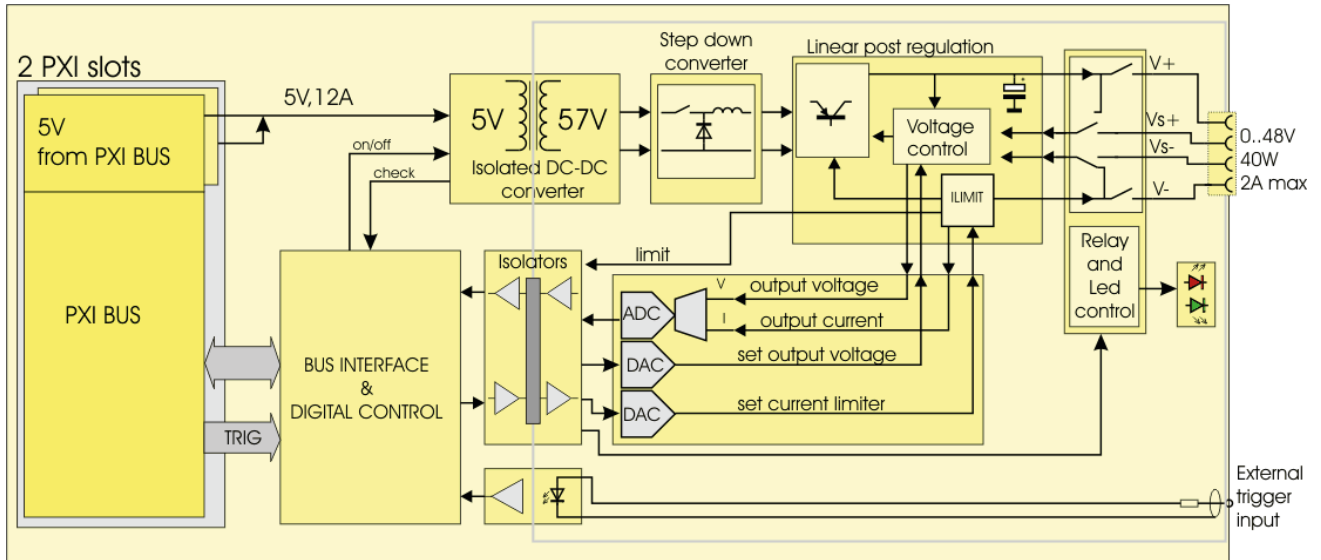 2 PXI slots
5V
from PXI BUS
PXI BUS
5V,12A
on/off
check
5V
57V
Isolated DC-DC
converter
Step down
converter
Linear post regulation
Voltage
control
ILIMIT
V+
Vs+
Vs-
V-
0..48V
40W
2A max
Relay
and
Led
control
limit
Isolators
BUS INTERFACE
&
DIGITAL CONTROL
TRIG
ADC
V
I
output voltage
output current
DAC
set output voltage
DAC
set current limiter
+
External
trigger
input